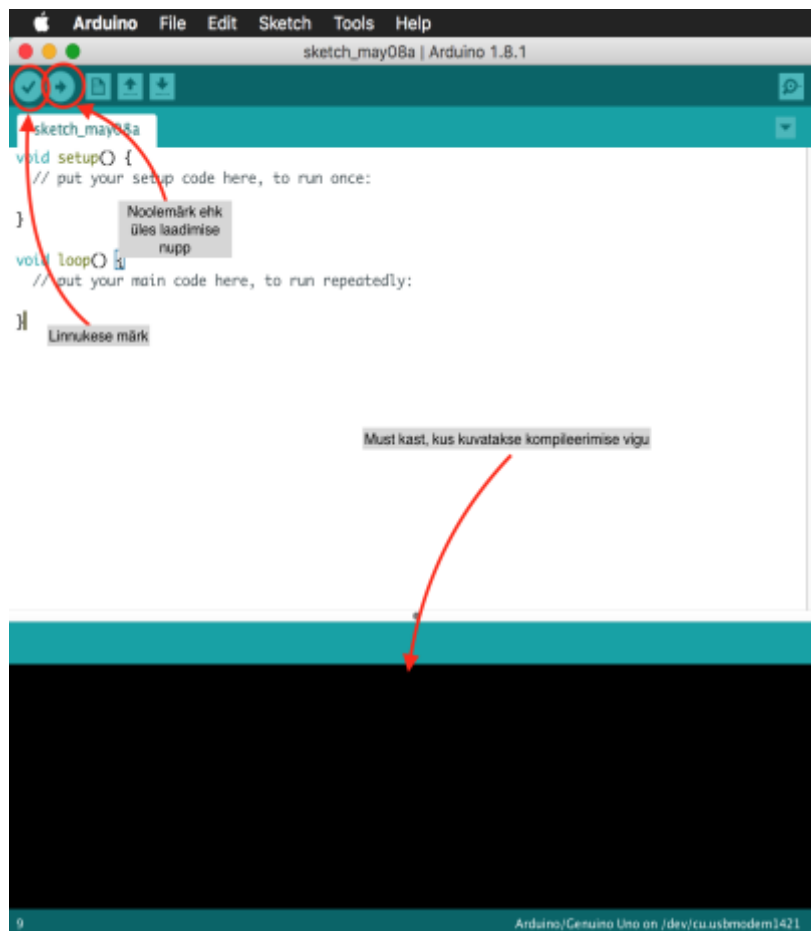 Arduino File Edit Sketch Tools Help
sketch_may08a | Arduino 1.8.1
sketch_may08a
void setup() {
// put your setup code here, to run once:
}
Noolemärk ehk
üles laadimise
nupp
void loop() {
// put your main code here, to run repeatedly:
}
Linnukese märk
Must kast, kus kuvatakse kompileerimise vigu
9
Arduino/Genuino Uno on /dev/cu.usbmodem1421